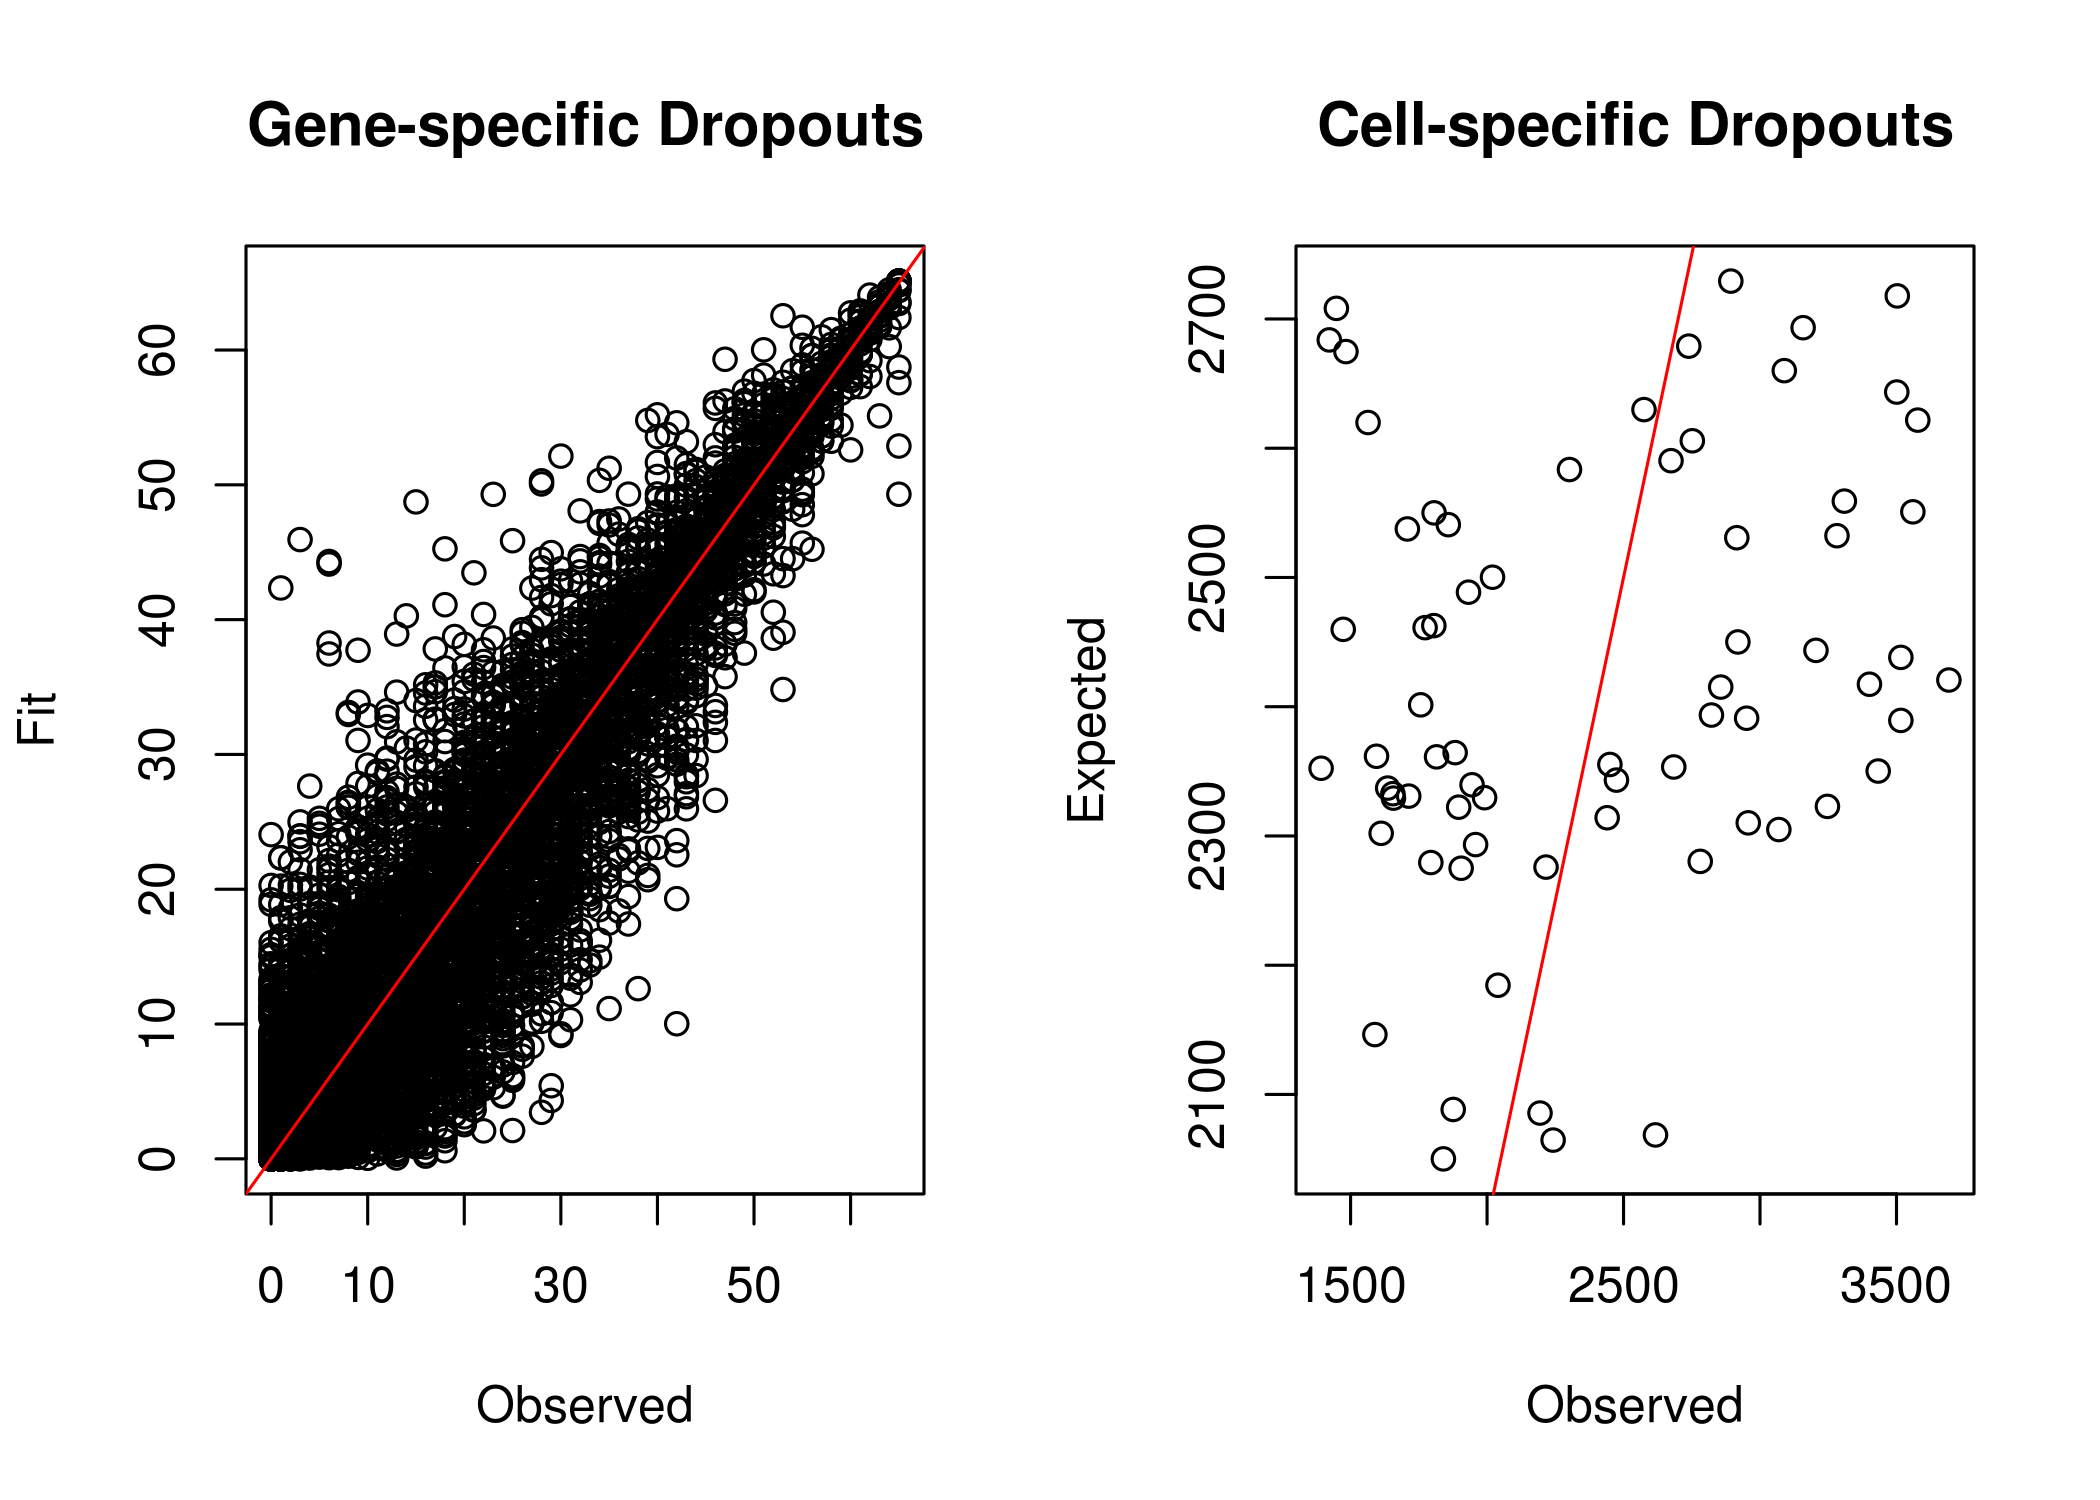 Gene-specific Dropouts
Fit
60
50
40
30
20
10
0
0 10 30 50
Observed
Cell-specific Dropouts
Expected
2700
2500
2300
2100
1500 2500 3500
Observed